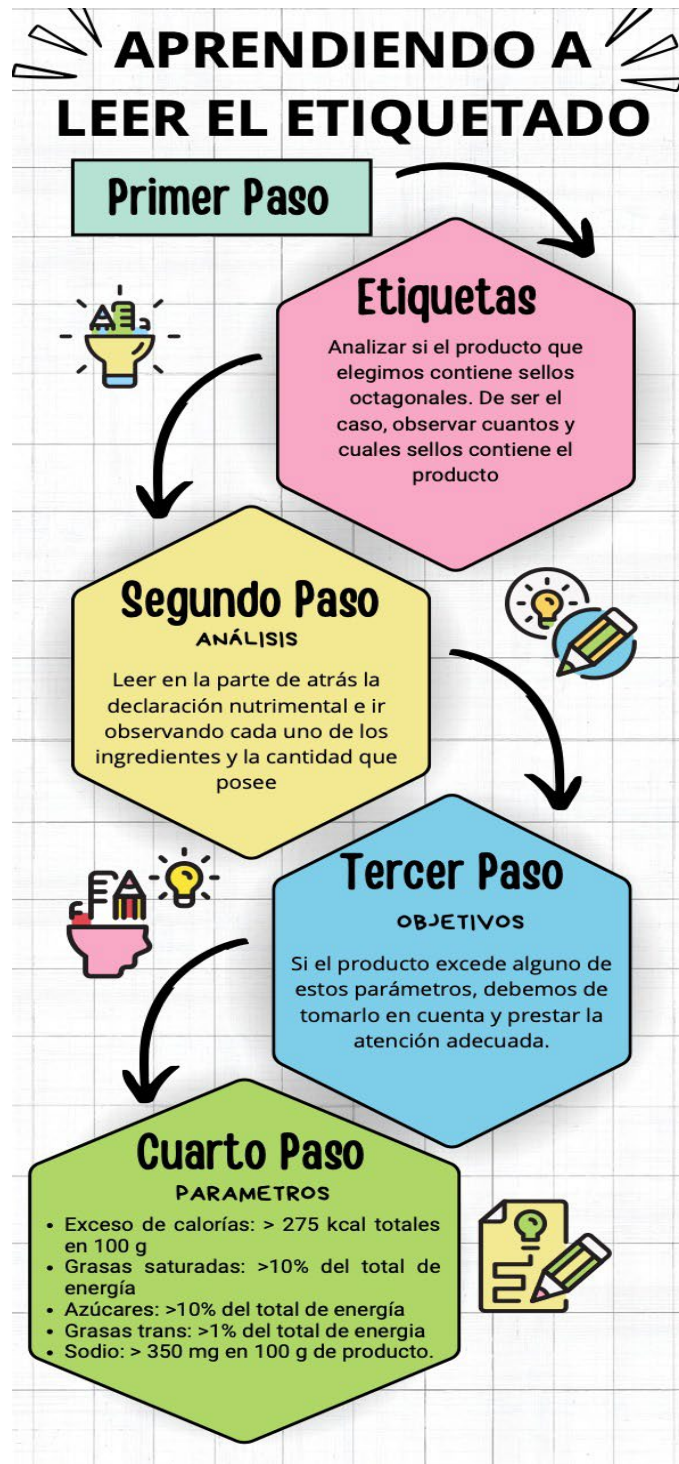 APRENDIENDO A
LEER EL ETIQUETADO
Primer Paso
Etiquetas
Analizar si el producto que
elegimos contiene sellos
octagonales. De ser el
caso, observar cuantos y
cuales sellos contiene el
producto
Segundo Paso
ANÁLISIS
Leer en la parte de atrás la
declaración nutrimental e ir
observando cada uno de los
ingredientes y la cantidad que
posee
Tercer Paso
OBJETIVOS
Si el producto excede alguno de
estos parámetros, debemos de
tomarlo en cuenta y prestar la
atención adecuada.
Cuarto Paso
PARAMETROS
• Exceso de calorías: > 275 kcal totales
en 100 g
• Grasas saturadas: >10% del total de
energía
• Azúcares: >10% del total de energía
• Grasas trans: >1% del total de energia
• Sodio: > 350 mg en 100 g de producto.